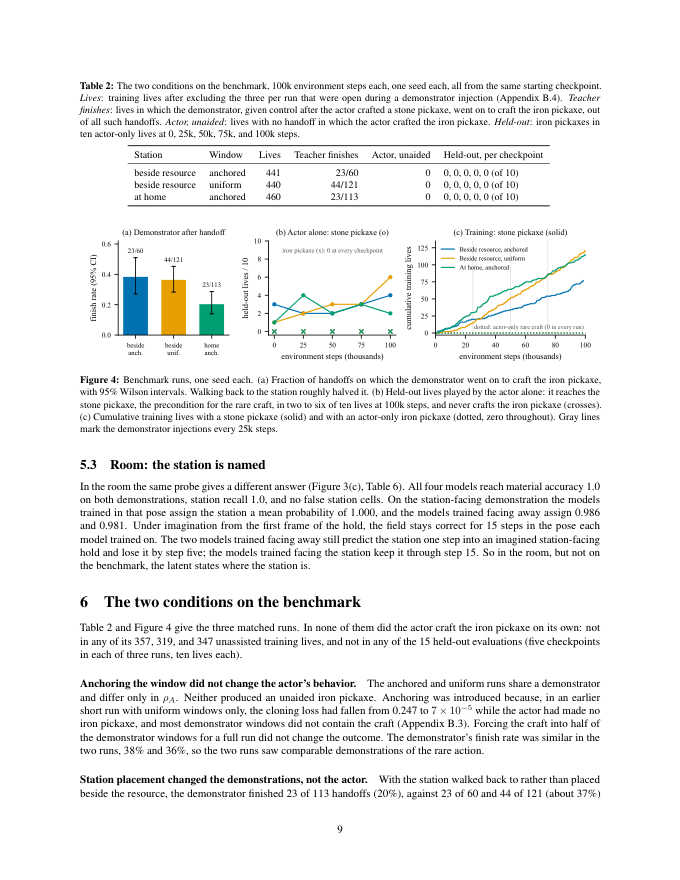 Table 2: The two conditions on the benchmark, 100k environment steps each, one seed each, all from the same starting checkpoint.
Lives: training lives after excluding the three per run that were open during a demonstrator injection (Appendix B.4). Teacher
finishes: lives in which the demonstrator, given control after the actor crafted a stone pickaxe, went on to craft the iron pickaxe, out
of all such handoffs. Actor, unaided: lives with no handoff in which the actor crafted the iron pickaxe. Held-out: iron pickaxes in
ten actor-only lives at 0, 25k, 50k, 75k, and 100k steps.
Station Window Lives Teacher finishes Actor, unaided Held-out, per checkpoint
beside resource anchored 441 23/60 0 0, 0, 0, 0, 0 (of 10)
beside resource uniform 440 44/121 0 0, 0, 0, 0, 0 (of 10)
at home anchored 460 23/113 0 0, 0, 0, 0, 0 (of 10)
(a) Demonstrator after handoff
finish rate (95% CI)
0.6
0.4
0.2
0.0
23/60
44/121
23/113
beside anch.
beside unif.
home anch.
(b) Actor alone: stone pickaxe (o)
held-out lives / 10
iron pickaxe (x): 0 at every checkpoint
10
8
6
4
2
0
0 25 50 75 100
environment steps (thousands)
(c) Training: stone pickaxe (solid)
cumulative training lives
125
100
75
50
25
0
Beside resource, anchored
Beside resource, uniform
At home, anchored
dotted: actor-only rare craft (0 in every run)
0 20 40 60 80 100
environment steps (thousands)
Figure 4: Benchmark runs, one seed each. (a) Fraction of handoffs on which the demonstrator went on to craft the iron pickaxe,
with 95% Wilson intervals. Walking back to the station roughly halved it. (b) Held-out lives played by the actor alone: it reaches the
stone pickaxe, the precondition for the rare craft, in two to six of ten lives at 100k steps, and never crafts the iron pickaxe (crosses).
(c) Cumulative training lives with a stone pickaxe (solid) and with an actor-only iron pickaxe (dotted, zero throughout). Gray lines
mark the demonstrator injections every 25k steps.
5.3 Room: the station is named
In the room the same probe gives a different answer (Figure 3(c), Table 6). All four models reach material accuracy 1.0
on both demonstrations, station recall 1.0, and no false station cells. On the station-facing demonstration the models
trained in that pose assign the station a mean probability of 1.000, and the models trained facing away assign 0.986
and 0.981. Under imagination from the first frame of the hold, the field stays correct for 15 steps in the pose each
model trained on. The two models trained facing away still predict the station one step into an imagined station-facing
hold and lose it by step five; the models trained facing the station keep it through step 15. So in the room, but not on
the benchmark, the latent states where the station is.
6 The two conditions on the benchmark
Table 2 and Figure 4 give the three matched runs. In none of them did the actor craft the iron pickaxe on its own: not
in any of its 357, 319, and 347 unassisted training lives, and not in any of the 15 held-out evaluations (five checkpoints
in each of three runs, ten lives each).
Anchoring the window did not change the actor's behavior. The anchored and uniform runs share a demonstrator
and differ only in ρ_A. Neither produced an unaided iron pickaxe. Anchoring was introduced because, in an earlier
short run with uniform windows only, the cloning loss had fallen from 0.247 to 7 × 10⁻⁵ while the actor had made no
iron pickaxe, and most demonstrator windows did not contain the craft (Appendix B.3). Forcing the craft into half of
the demonstrator windows for a full run did not change the outcome. The demonstrator's finish rate was similar in the
two runs, 38% and 36%, so the two runs saw comparable demonstrations of the rare action.
Station placement changed the demonstrations, not the actor. With the station walked back to rather than placed
beside the resource, the demonstrator finished 23 of 113 handoffs (20%), against 23 of 60 and 44 of 121 (about 37%)
9